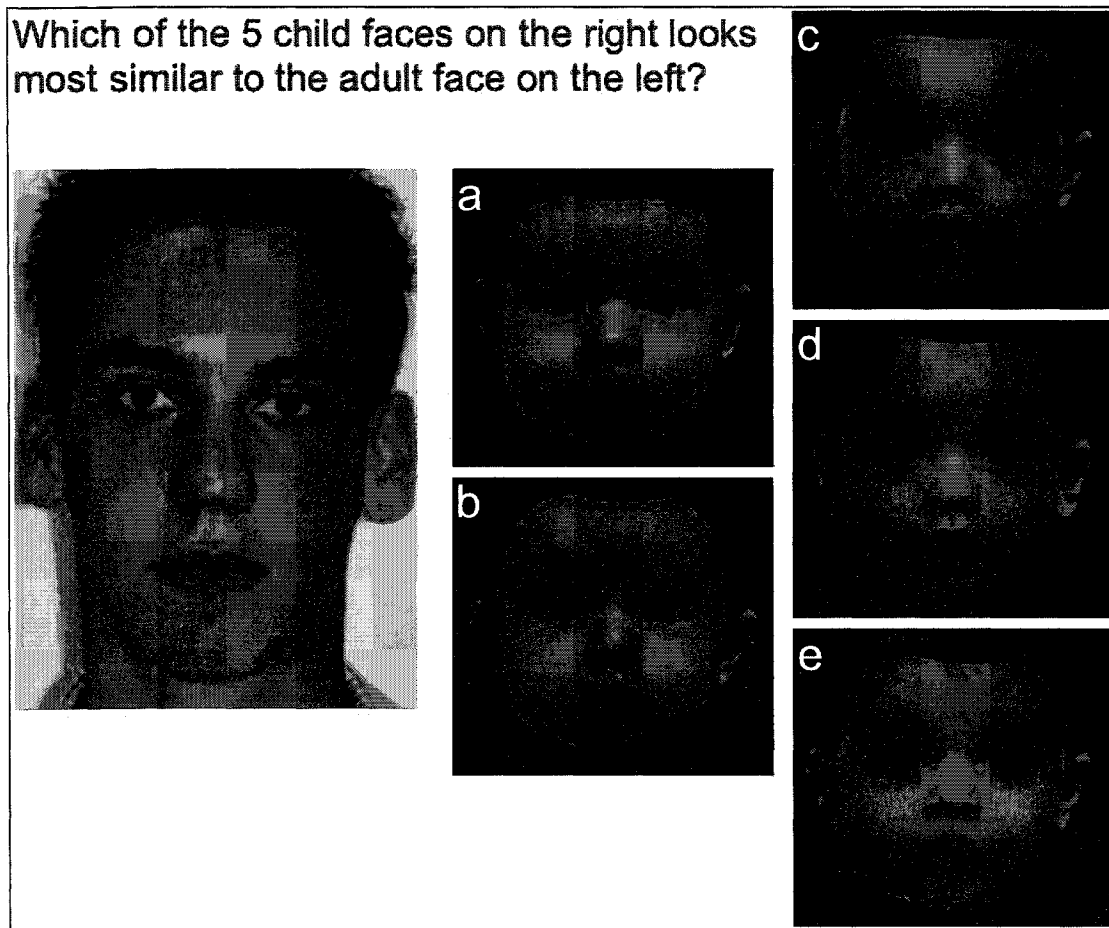 Which of the 5 child faces on the right looks
most similar to the adult face on the left?
a
b
c
d
e